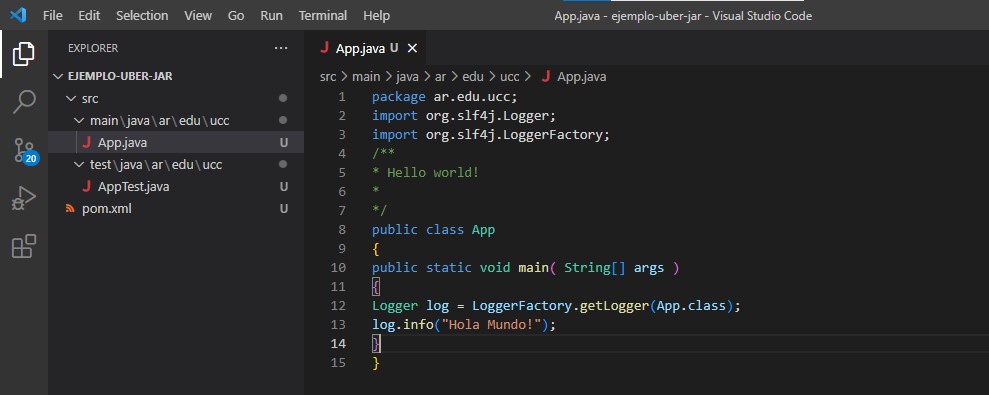 File Edit Selection View Go Run Terminal Help App.java - ejemplo-uber-jar - Visual Studio Code
EXPLORER
EJEMPLO-UBER-JAR
src
main\java\ar\edu\ucc
App.java U
test\java\ar\edu\ucc
AppTest.java U
pom.xml U
20
App.java U
src > main > java > ar > edu > ucc > App.java
1 package ar.edu.ucc;
2 import org.slf4j.Logger;
3 import org.slf4j.LoggerFactory;
4 /**
5 * Hello world!
6 *
7 */
8 public class App
9 {
10 public static void main( String[] args )
11 {
12 Logger log = LoggerFactory.getLogger(App.class);
13 log.info("Hola Mundo!");
14 }
15 }